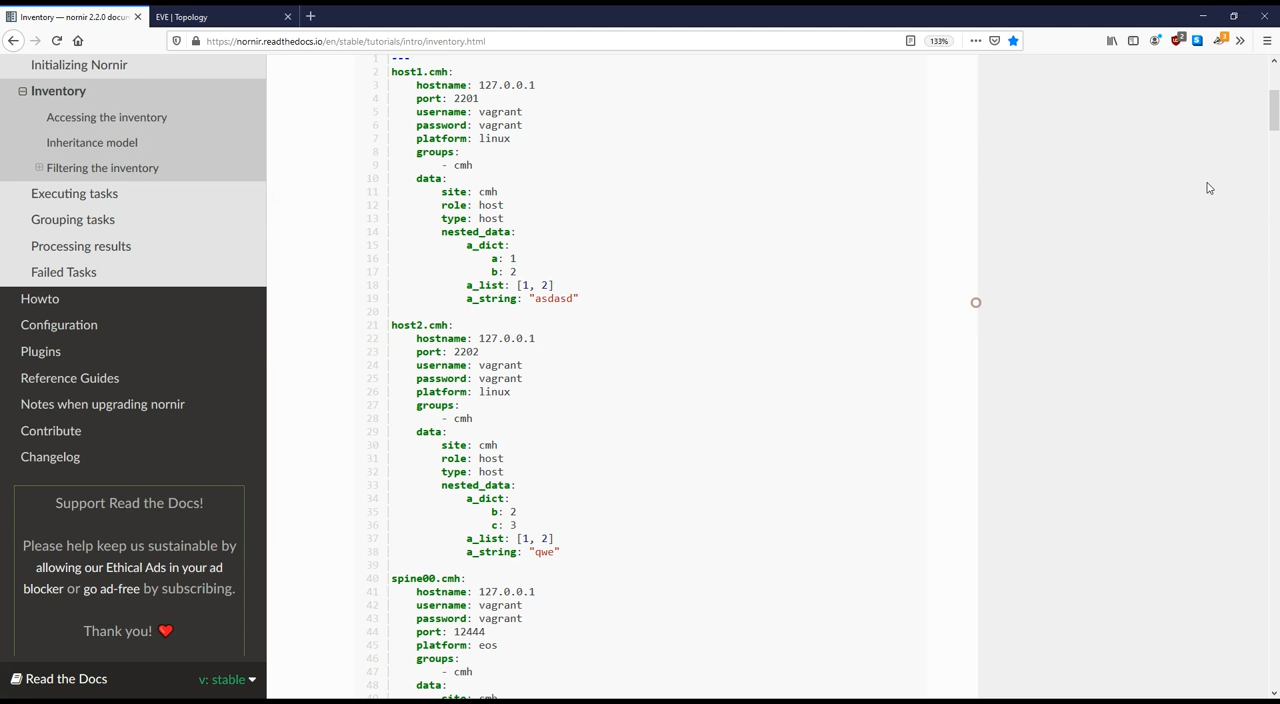 Inventory — nornir 2.2.0 docun
EVE | Topology
https://nornir.readthedocs.io/en/stable/tutorials/intro/inventory.html
133%
2
3
Initializing Nornir
Inventory
Accessing the inventory
Inheritance model
Filtering the inventory
Executing tasks
Grouping tasks
Processing results
Failed Tasks
Howto
Configuration
Plugins
Reference Guides
Notes when upgrading nornir
Contribute
Changelog
Support Read the Docs!
Please help keep us sustainable by
allowing our Ethical Ads in your ad
blocker or go ad-free by subscribing.
Thank you! ❤️
Read the Docs
v: stable
1 ---
2 host1.cmh:
3 hostname: 127.0.0.1
4 port: 2201
5 username: vagrant
6 password: vagrant
7 platform: linux
8 groups:
9 - cmh
10 data:
11 site: cmh
12 role: host
13 type: host
14 nested_data:
15 a_dict:
16 a: 1
17 b: 2
18 a_list: [1, 2]
19 a_string: "asdasd"
20
21 host2.cmh:
22 hostname: 127.0.0.1
23 port: 2202
24 username: vagrant
25 password: vagrant
26 platform: linux
27 groups:
28 - cmh
29 data:
30 site: cmh
31 role: host
32 type: host
33 nested_data:
34 a_dict:
35 b: 2
36 c: 3
37 a_list: [1, 2]
38 a_string: "qwe"
39
40 spine00.cmh:
41 hostname: 127.0.0.1
42 username: vagrant
43 password: vagrant
44 port: 12444
45 platform: eos
46 groups:
47 - cmh
48 data:
49 site: cmh